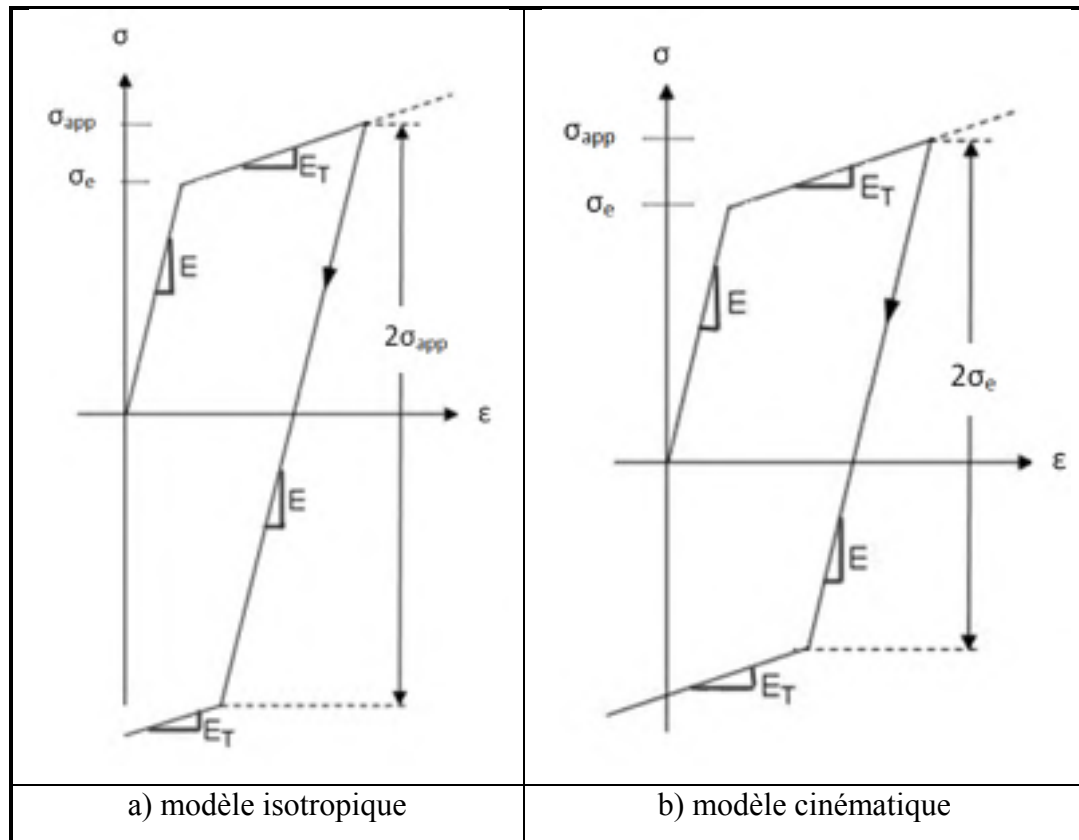 σ
σapp
σe
ET
E
2σapp
ε
E
ET
a) modèle isotropique
σ
σapp
σe
ET
E
2σe
ε
E
ET
b) modèle cinématique